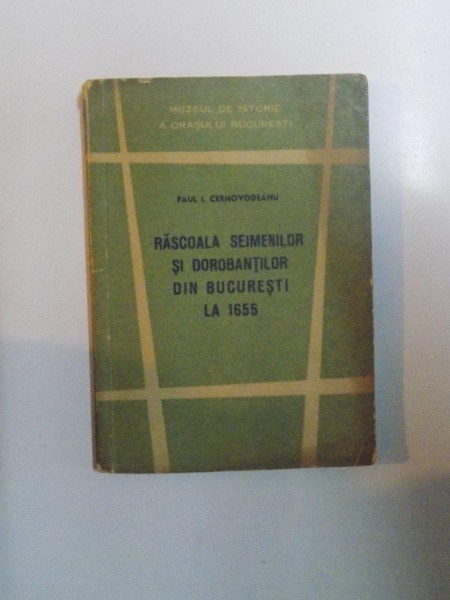 MUZEUL DE ISTORIE
A ORAȘULUI BUCUREȘTI
PAUL I. CERNOVODEANU
RĂSCOALA SEIMENILOR
ȘI DOROBANȚILOR
DIN BUCUREȘTI
LA 1655